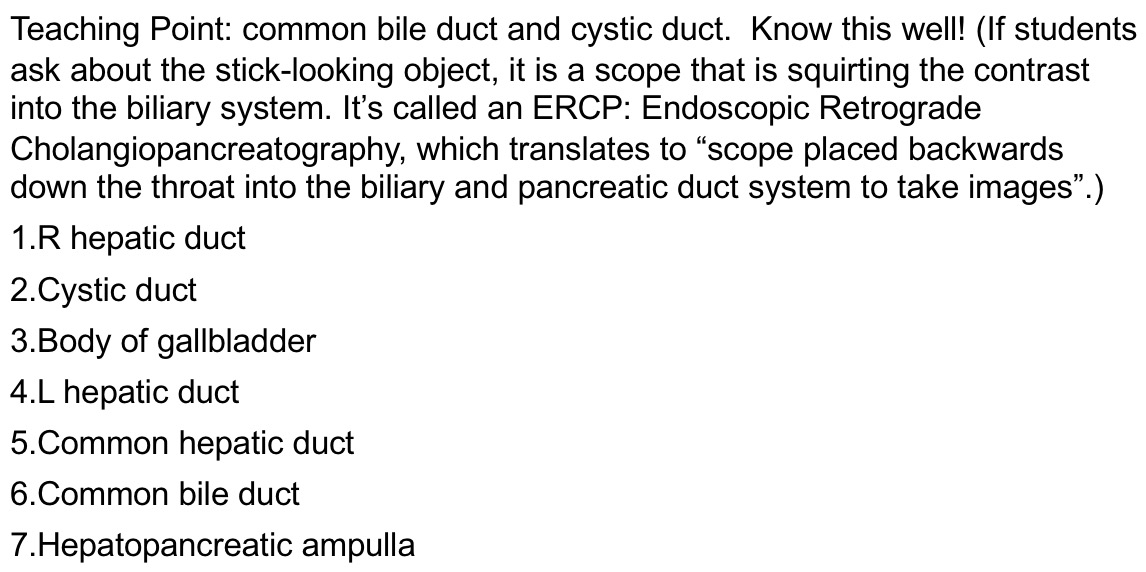 Teaching Point: common bile duct and cystic duct.  Know this well! (If students
ask about the stick-looking object, it is a scope that is squirting the contrast
into the biliary system. It’s called an ERCP: Endoscopic Retrograde
Cholangiopancreatography, which translates to “scope placed backwards
down the throat into the biliary and pancreatic duct system to take images”.)
1.R hepatic duct
2.Cystic duct
3.Body of gallbladder
4.L hepatic duct
5.Common hepatic duct
6.Common bile duct
7.Hepatopancreatic ampulla